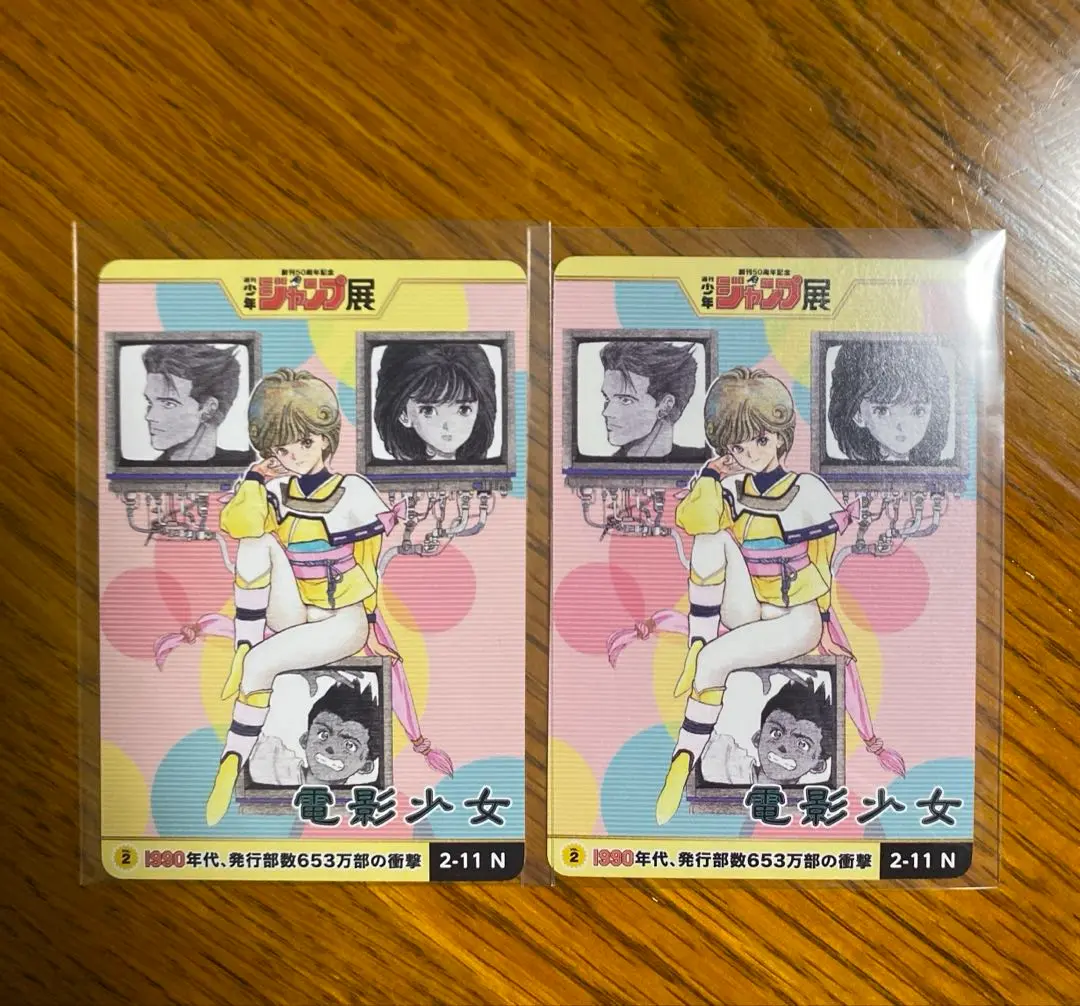 創刊50周年記念
週刊少年ジャンプ展
電影少女
2 1990年代、発行部数653万部の衝撃 2-11 N
創刊50周年記念
週刊少年ジャンプ展
電影少女
2 1990年代、発行部数653万部の衝撃 2-11 N